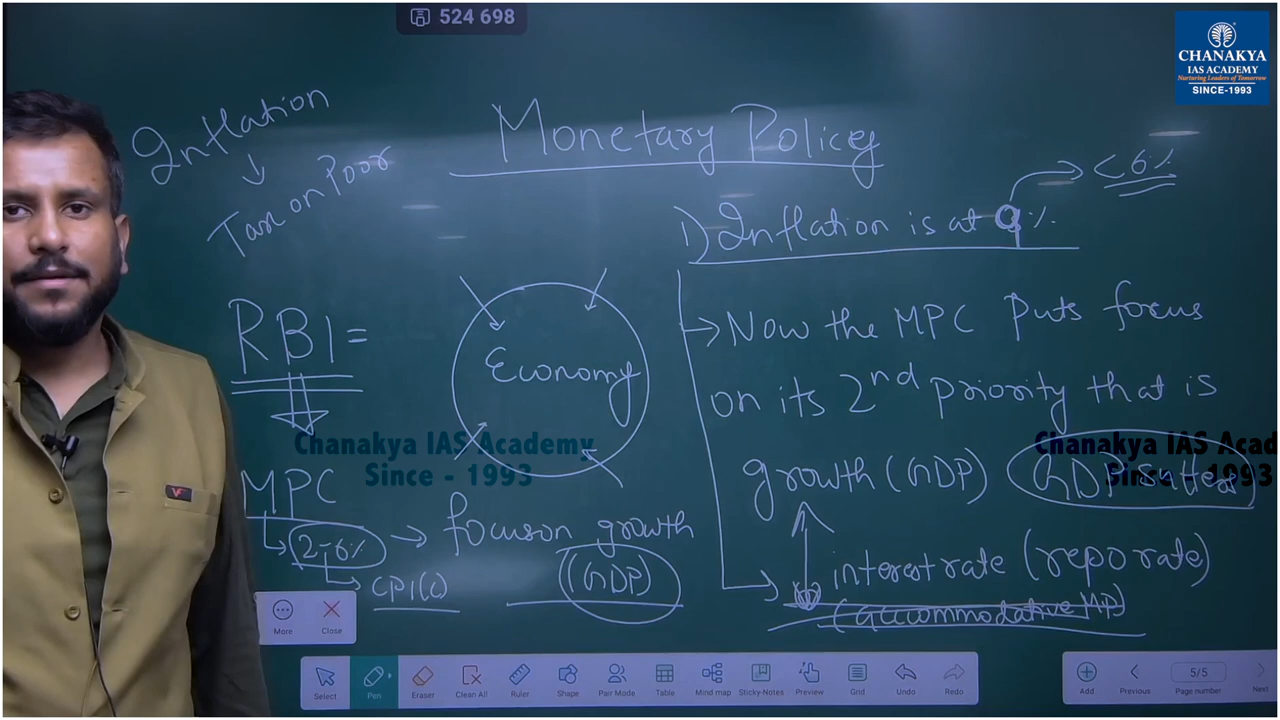 524 698
CHANAKYA
IAS ACADEMY
Nurturing Leaders of Tomorrow
SINCE-1993
Inflation
Tax on Poor
Monetary Policy
< 6%
1) Inflation is at %
RBI =
Economy
→ Now the MPC puts focus
on its 2nd priority that is
growth (GDP) GDP
interest rate (repo rate)
(accommodative MP)
MPC
2-6% → focus on growth
(GDP)
CPI(C)
Chanakya IAS Academy
Since - 1993
Chanakya IAS Acad
Since - 1993
More
Close
Select
Pen
Eraser
Clean All
Ruler
Shape
Pair Mode
Table
Mind map
Sticky-Notes
Preview
Grid
Undo
Redo
Add
Previous
5/5
Page number
Next